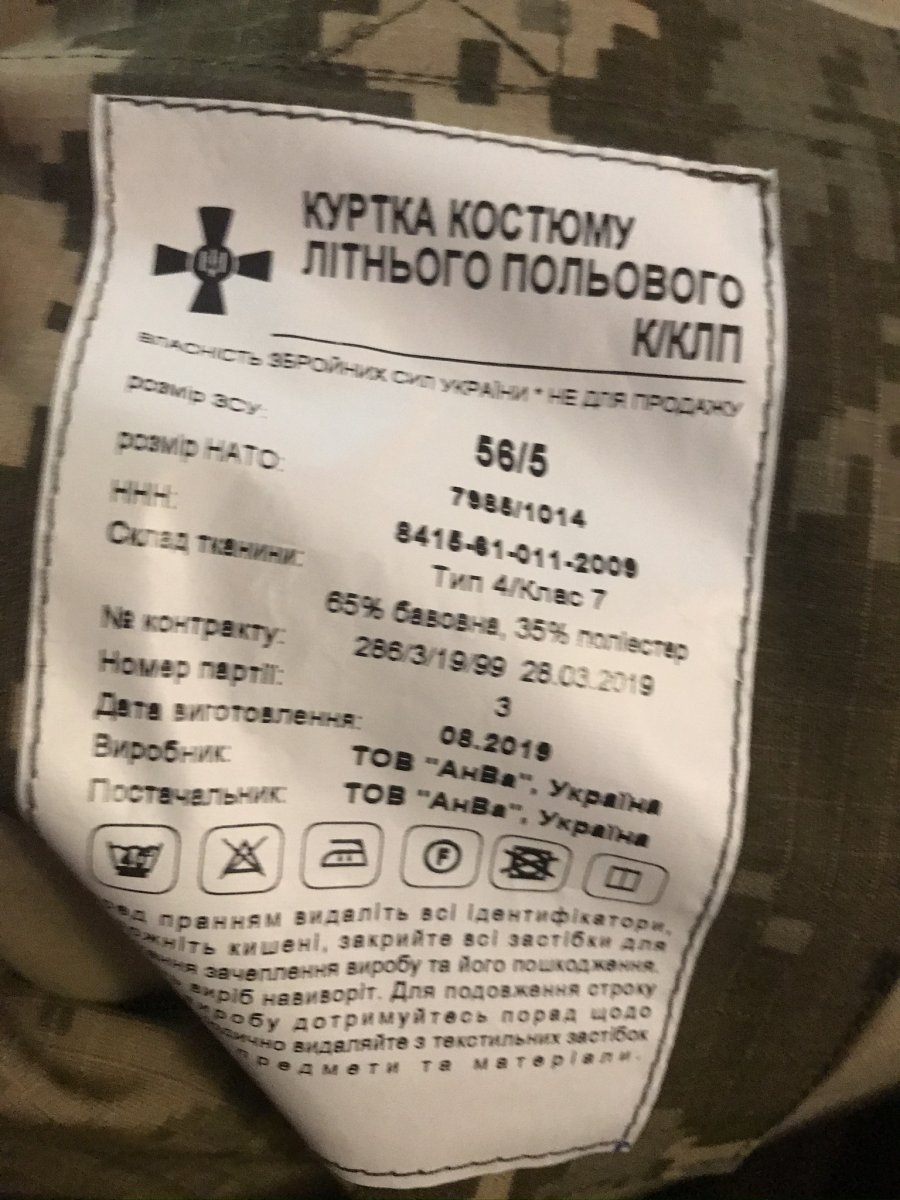 КУРТКА КОСТЮМУ
ЛІТНЬОГО ПОЛЬОВОГО
К/КЛП
ВЛАСНІСТЬ ЗБРОЙНИХ СИЛ УКРАЇНИ * НЕ ДЛЯ ПРОДАЖУ
розмір ЗСУ: 56/5
розмір НАТО: 7985/1014
ННН: 8415-61-011-2009
Склад тканини: Тип 4/Клас 7
65% бавовна, 35% поліестер
№ контракту: 286/3/19/99 28.03.2019
Номер партії: 3
Дата виготовлення: 08.2019
Виробник: ТОВ "АнВа", Україна
Постачальник: ТОВ "АнВа", Україна
F
пранням видаліть всі ідентифікатори,
кишені, закрийте всі застібки для
зачеплення виробу та його пошкодження.
виріб навиворіт. Для подовження строку
дотримуйтесь порад щодо
видаляйте з текстильних застібок
предмети та матеріали.